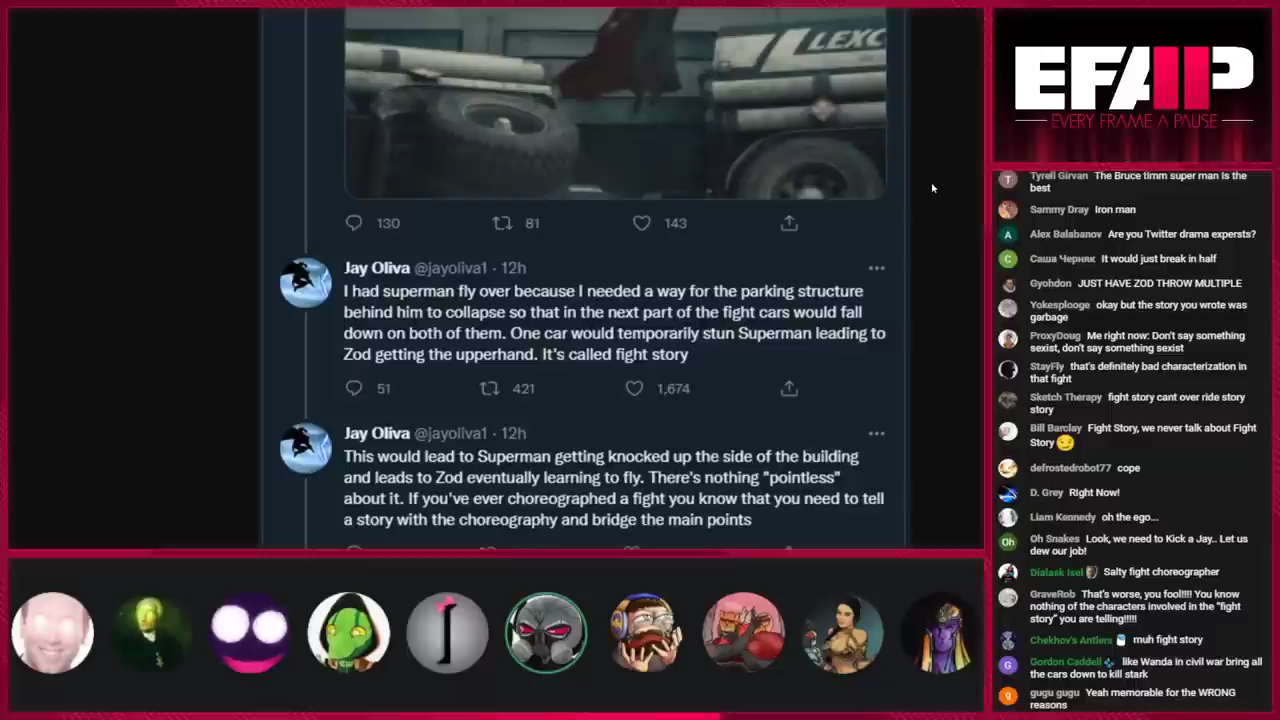 LEXC
130
81
143
Jay Oliva @jayoliva1 · 12h
I had superman fly over because I needed a way for the parking structure
behind him to collapse so that in the next part of the fight cars would fall
down on both of them. One car would temporarily stun Superman leading to
Zod getting the upperhand. It's called fight story
51
421
1,674
Jay Oliva @jayoliva1 · 12h
This would lead to Superman getting knocked up the side of the building
and leads to Zod eventually learning to fly. There's nothing "pointless"
about it. If you've ever choreographed a fight you know that you need to tell
a story with the choreography and bridge the main points
EFAP
EVERY FRAME A PAUSE
T
Tyrell Girvan The Bruce timm super man is the
best
Sammy Dray Iron man
A
Alex Balabanov Are you Twitter drama expersts?
C
Саша Черняк It would just break in half
Gyohdon JUST HAVE ZOD THROW MULTIPLE
Yokesplooge okay but the story you wrote was
garbage
ProxyDoug Me right now: Don't say something
sexist, don't say something sexist
StayFly that's definitely bad characterization in
that fight
Sketch Therapy fight story cant over ride story
story
Bill Barclay Fight Story, we never talk about Fight
Story
defrostedrobot77 cope
D. Grey Right Now!
Liam Kennedy oh the ego...
Oh
Oh Snakes Look, we need to Kick a Jay.. Let us
dew our job!
Dialask Isel Salty fight choreographer
GraveRob That's worse, you fool!!!! You know
nothing of the characters involved in the "fight
story" you are telling!!!!!
Chekhov's Antlers muh fight story
G
Gordon Caddell like Wanda in civil war bring all
the cars down to kill stark
g
gugu gugu Yeah memorable for the WRONG
reasons